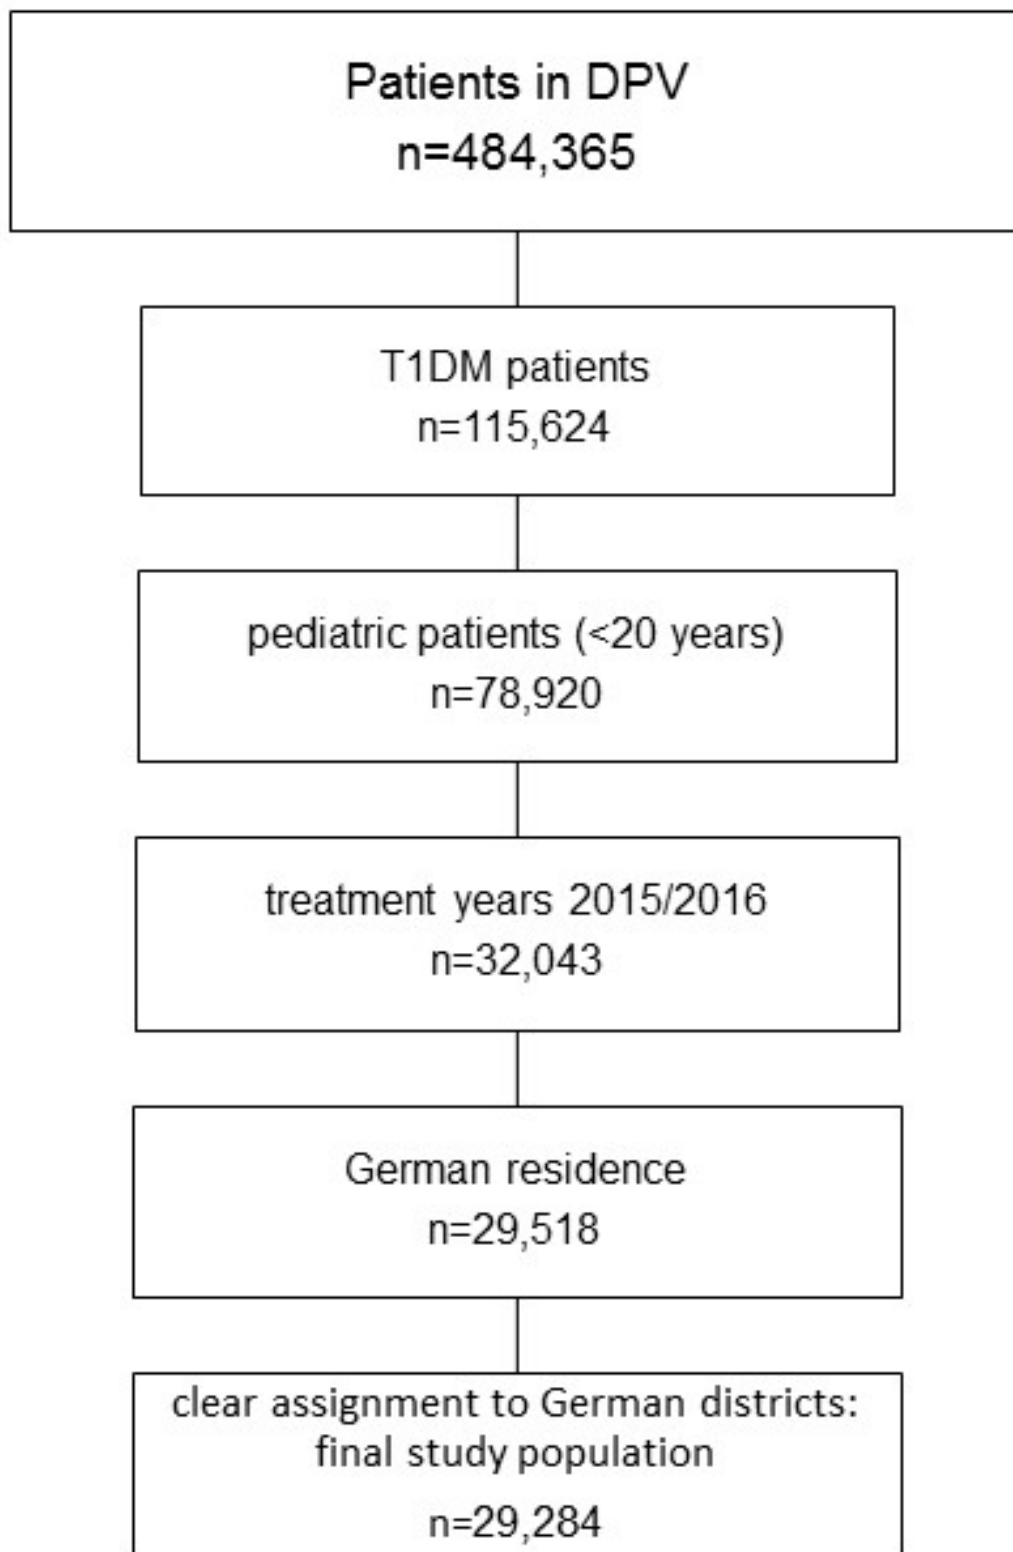 Patients in DPV
n=484,365
T1DM patients
n=115,624
pediatric patients (<20 years)
n=78,920
treatment years 2015/2016
n=32,043
German residence
n=29,518
clear assignment to German districts:
final study population
n=29,284